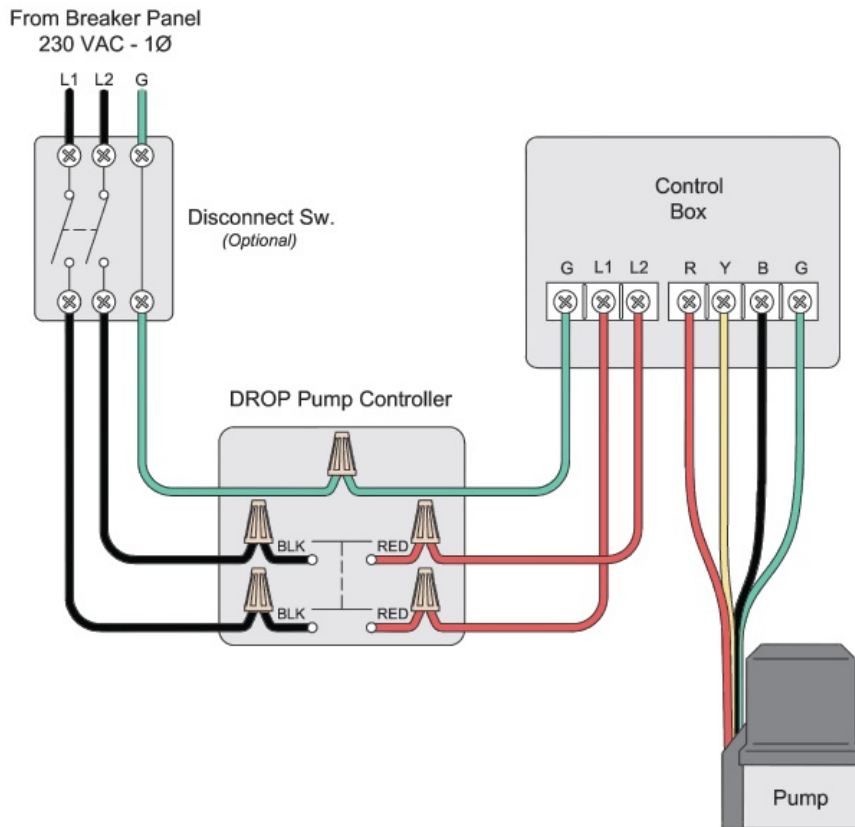 From Breaker Panel
230 VAC - 1Ø
L1 L2 G
Disconnect Sw.
(Optional)
Control
Box
G L1 L2 R Y B G
DROP Pump Controller
BLK RED
BLK RED
Pump